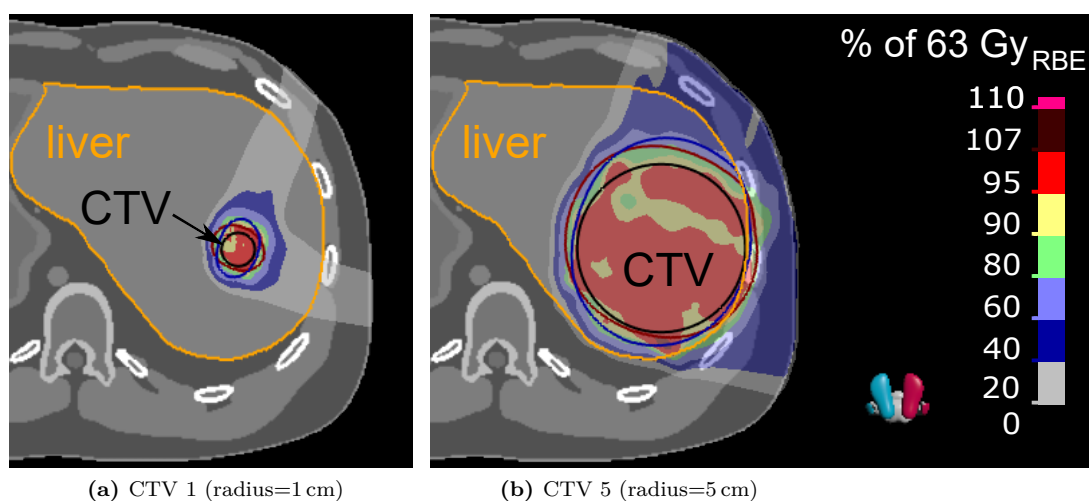 % of 63 Gy RBE
liver
CTV
liver
CTV
110
107
95
90
80
60
40
20
0
(a) CTV 1 (radius=1 cm)
(b) CTV 5 (radius=5 cm)